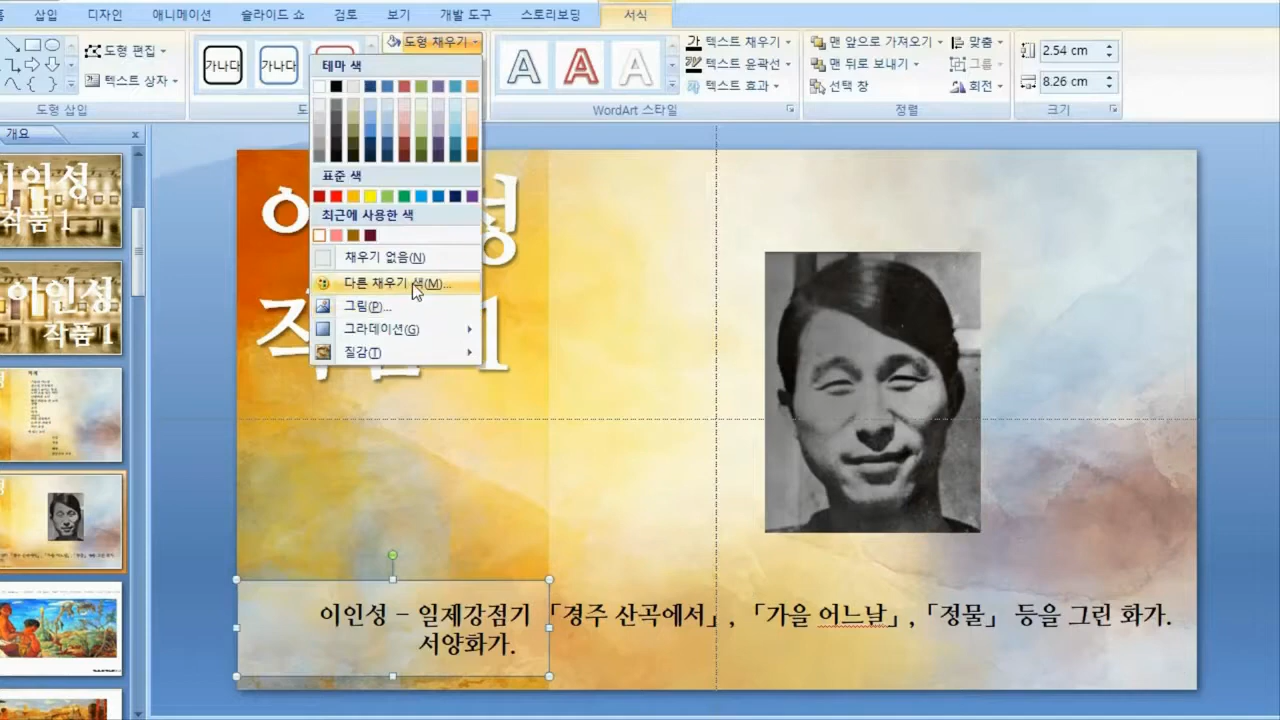 삽입 디자인 애니메이션 슬라이드 쇼 검토 보기 개발 도구 스토리보딩 서식
도형 편집
텍스트 상자
도형 삽입
가나다 가나다
도형 채우기
텍스트 채우기
텍스트 윤곽선
텍스트 효과
WordArt 스타일
맨 앞으로 가져오기
맨 뒤로 보내기
선택 창
맞춤
그룹
회전
정렬
2.54 cm
8.26 cm
크기
개요
테마 색
표준 색
최근에 사용한 색
채우기 없음(N)
다른 채우기 색(M)...
그림(P)...
그라데이션(G)
질감(T)
이인성
작품 1
이인성
작품 1
이인성 – 일제강점기 「경주 산곡에서」, 「가을 어느날」,「정물」 등을 그린 화가.
서양화가.